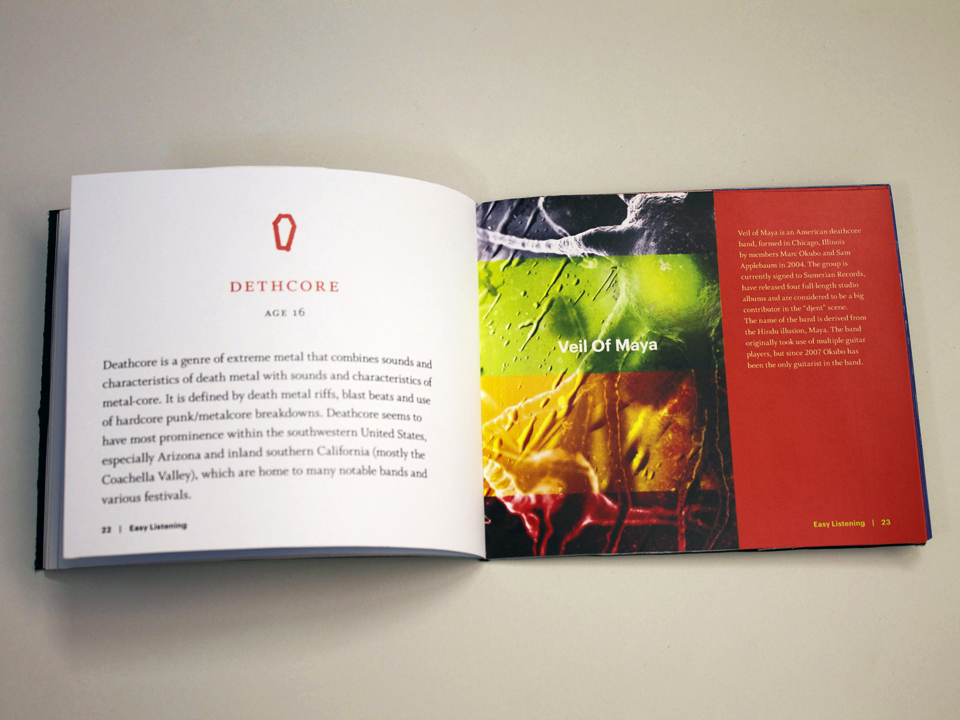 DETHCORE
AGE 16
Deathcore is a genre of extreme metal that combines sounds and
characteristics of death metal with sounds and characteristics of
metal-core. It is defined by death metal riffs, blast beats and use
of hardcore punk/metalcore breakdowns. Deathcore seems to
have most prominence within the southwestern United States,
especially Arizona and inland southern California (mostly the
Coachella Valley), which are home to many notable bands and
various festivals.
22 | Easy Listening
Veil Of Maya
Veil of Maya is an American deathcore
band, formed in Chicago, Illinois
by members Marc Okubo and Sam
Applebaum in 2004. The group is
currently signed to Sumerian Records,
have released four full-length studio
albums and are considered to be a big
contributor in the "djent" scene.
The name of the band is derived from
the Hindu illusion, Maya. The band
originally took use of multiple guitar
players, but since 2007 Okubo has
been the only guitarist in the band.
Easy Listening | 23